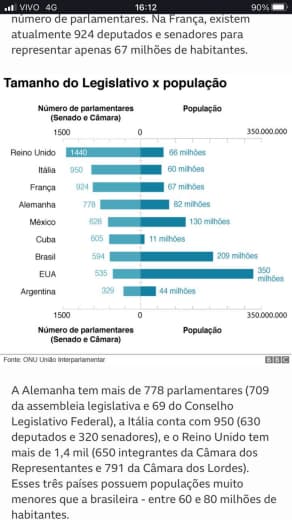 VIVO 4G 16:12 90%
número de parlamentares. Na França, existem
atualmente 924 deputados e senadores para
representar apenas 67 milhões de habitantes.
Tamanho do Legislativo x população
Número de parlamentares População
(Senado e Câmara)
1500 0 350.000.000
Reino Unido 1440 66 milhões
Itália 950 60 milhões
França 924 67 milhões
Alemanha 778 82 milhões
México 628 130 milhões
Cuba 605 11 milhões
Brasil 594 209 milhões
EUA 535 350
milhões
Argentina 329 44 milhões
1500 0 350.000.000
Número de parlamentares População
(Senado e Câmara)
Fonte: ONU União Interparlamentar BBC
A Alemanha tem mais de 778 parlamentares (709
da assembleia legislativa e 69 do Conselho
Legislativo Federal), a Itália conta com 950 (630
deputados e 320 senadores), e o Reino Unido tem
mais de 1,4 mil (650 integrantes da Câmara dos
Representantes e 791 da Câmara dos Lordes).
Esses três países possuem populações muito
menores que a brasileira - entre 60 e 80 milhões de
habitantes.